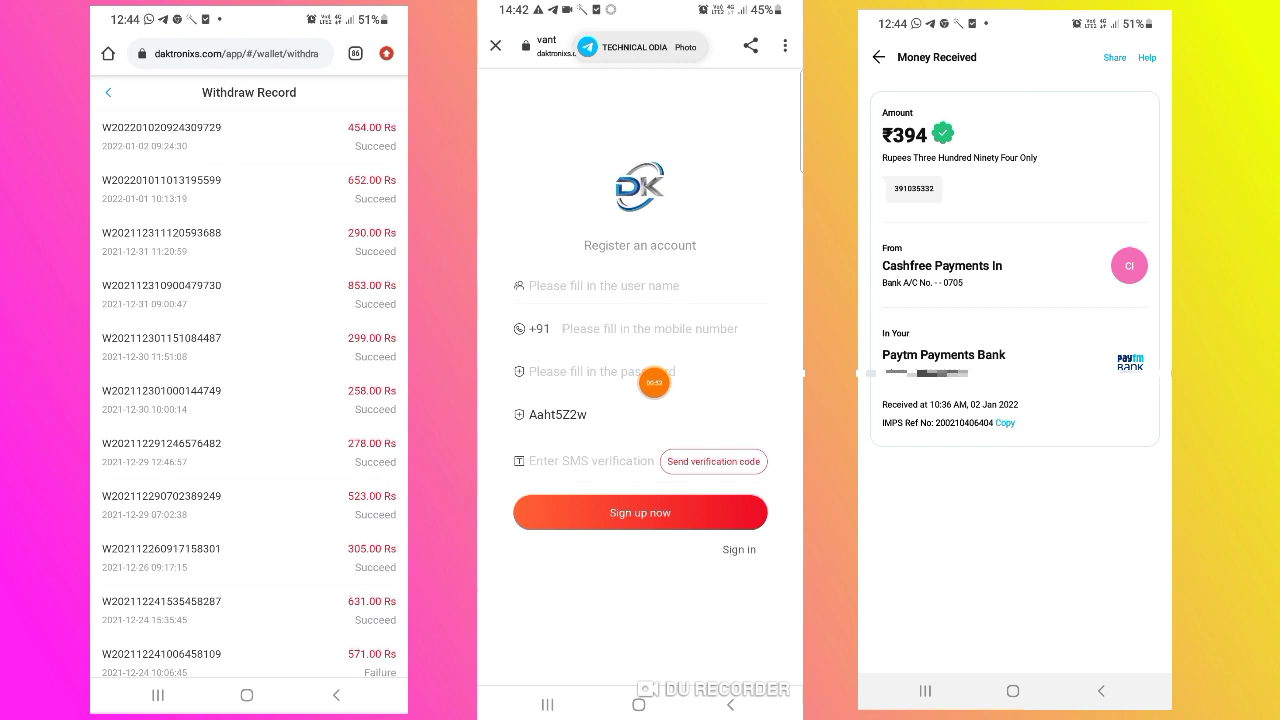 12:44
51%
daktronixs.com/app/#/wallet/withdra
86
Withdraw Record
W202201020924309729 454.00 Rs
2022-01-02 09:24:30 Succeed
W202201011013195599 652.00 Rs
2022-01-01 10:13:19 Succeed
W202112311120593688 290.00 Rs
2021-12-31 11:20:59 Succeed
W202112310900479730 853.00 Rs
2021-12-31 09:00:47 Succeed
W202112301151084487 299.00 Rs
2021-12-30 11:51:08 Succeed
W202112301000144749 258.00 Rs
2021-12-30 10:00:14 Succeed
W202112291246576482 278.00 Rs
2021-12-29 12:46:57 Succeed
W202112290702389249 523.00 Rs
2021-12-29 07:02:38 Succeed
W202112260917158301 305.00 Rs
2021-12-26 09:17:15 Succeed
W202112241535458287 631.00 Rs
2021-12-24 15:35:45 Succeed
W202112241006458109 571.00 Rs
2021-12-24 10:06:45 Failure
14:42
45%
vant
daktronixs.
TECHNICAL ODIA Photo
DK
Register an account
Please fill in the user name
+91 Please fill in the mobile number
Please fill in the
00:53
Aaht5Z2w
Enter SMS verification Send verification code
Sign up now
Sign in
DU RECORDER
12:44
51%
Money Received Share Help
Amount
₹394
Rupees Three Hundred Ninety Four Only
391035332
From
Cashfree Payments In
CI
Bank A/C No. - - 0705
In Your
Paytm Payments Bank
paytm
BANK
Received at 10:36 AM, 02 Jan 2022
IMPS Ref No: 200210406404 Copy